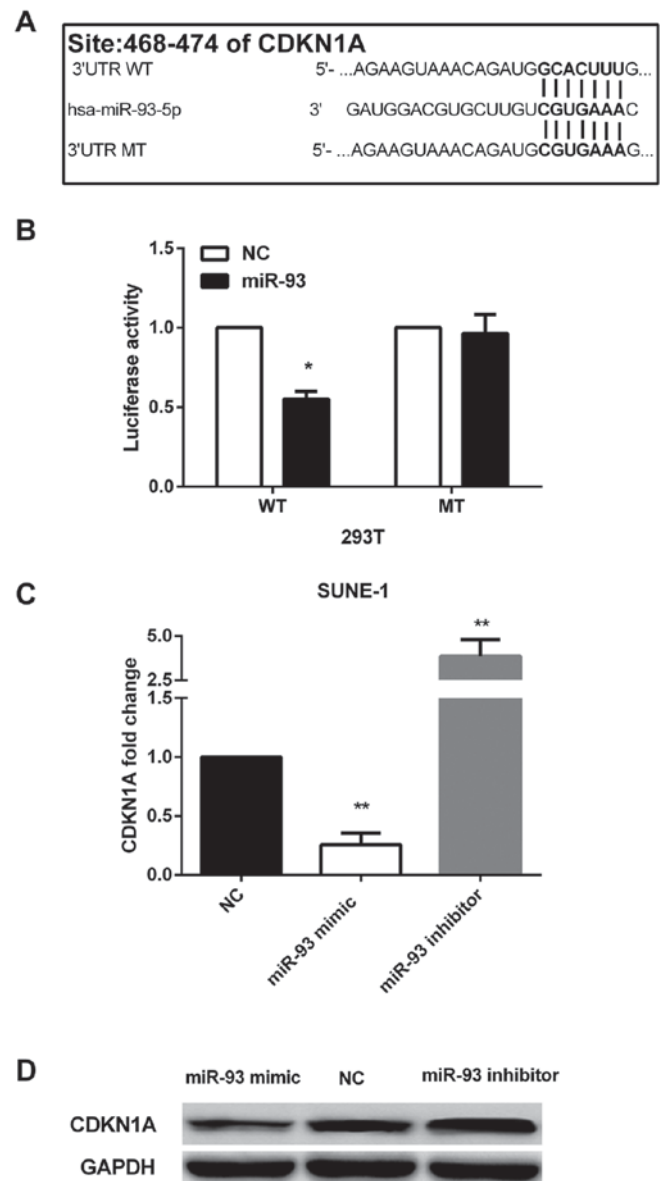 A
Site:468-474 of CDKN1A
3'UTR WT 5'- ...AGAAGUAAACAGAUGGCACUUUG...
hsa-miR-93-5p 3' GAUGGACGUGCUUGUCGUGAAAC
3'UTR MT 5'- ...AGAAGUAAACAGAUGCGUGAAAG...
B
NC
miR-93
Luciferase activity
1.5
1.0
0.5
0.0
*
WT MT
293T
C
SUNE-1
CDKN1A fold change
5.0
2.5
1.5
1.0
0.5
0.0
**
**
NC
miR-93 mimic
miR-93 inhibitor
D
miR-93 mimic NC miR-93 inhibitor
CDKN1A
GAPDH